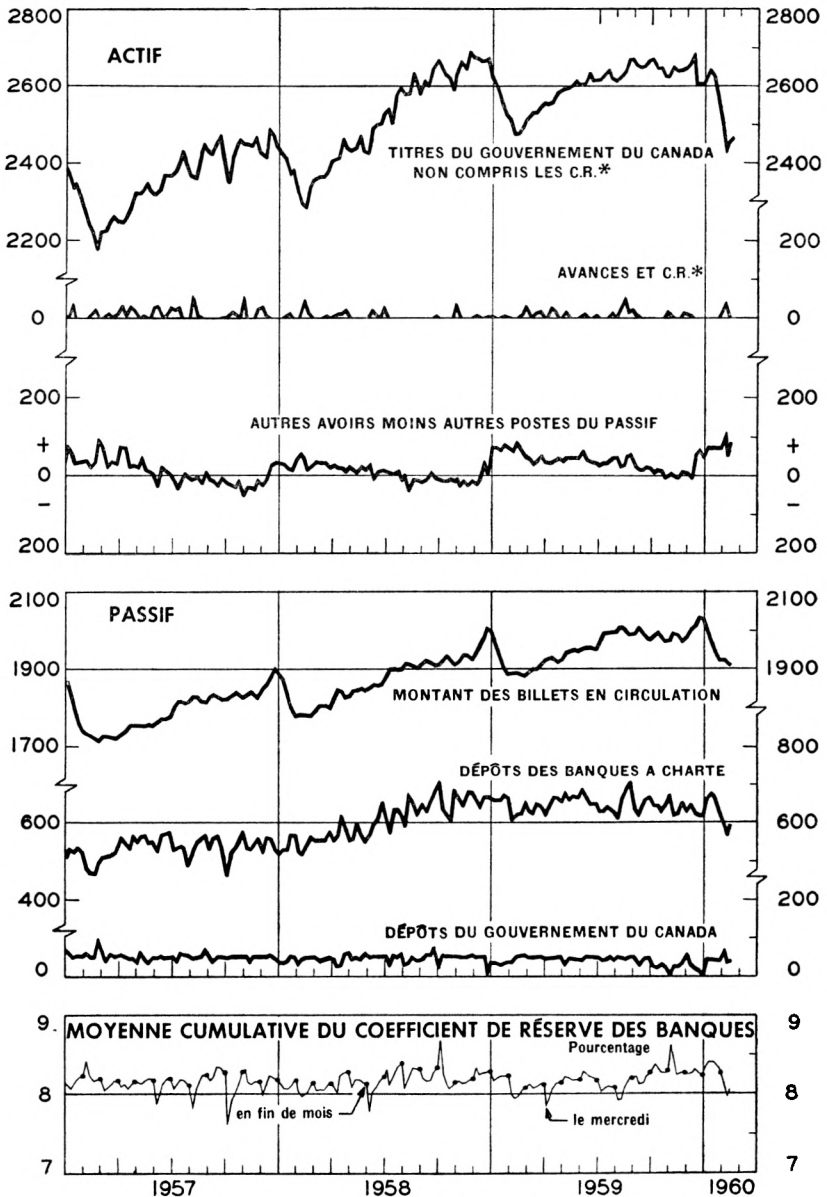 2800 2800
ACTIF
2600 2600
TITRES DU GOUVERNEMENT DU CANADA
NON COMPRIS LES C.R.*
2400 2400
2200 200
AVANCES ET C.R.*
0 0
200 200
AUTRES AVOIRS MOINS AUTRES POSTES DU PASSIF
+ +
0 0
− −
200 200
2100 2100
PASSIF
1900 1900
MONTANT DES BILLETS EN CIRCULATION
1700 800
DÉPÔTS DES BANQUES A CHARTE
600 600
400 200
DÉPÔTS DU GOUVERNEMENT DU CANADA
0 0
9 9
MOYENNE CUMULATIVE DU COEFFICIENT DE RÉSERVE DES BANQUES
Pourcentage
8 8
en fin de mois
le mercredi
7 7
1957 1958 1959 1960